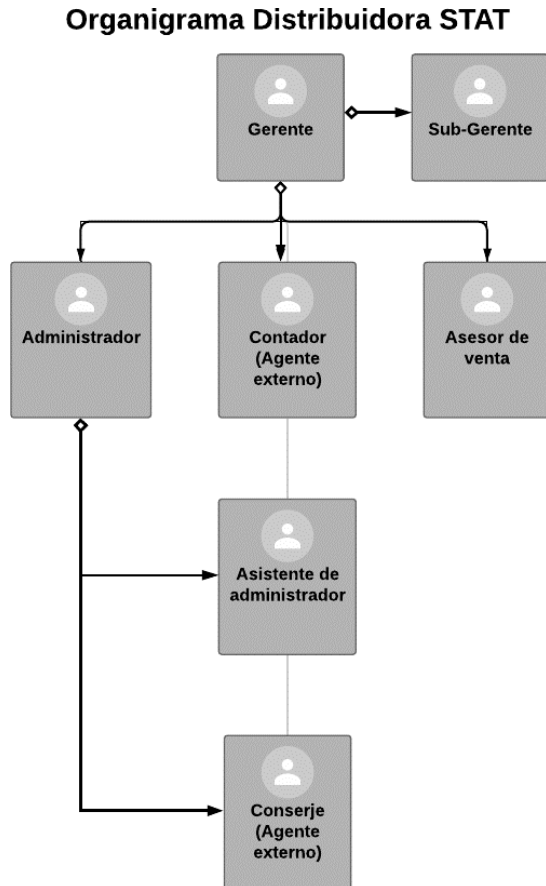 Organigrama Distribuidora STAT
Gerente
Sub-Gerente
Administrador
Contador
(Agente
externo)
Asesor de
venta
Asistente de
administrador
Conserje
(Agente
externo)